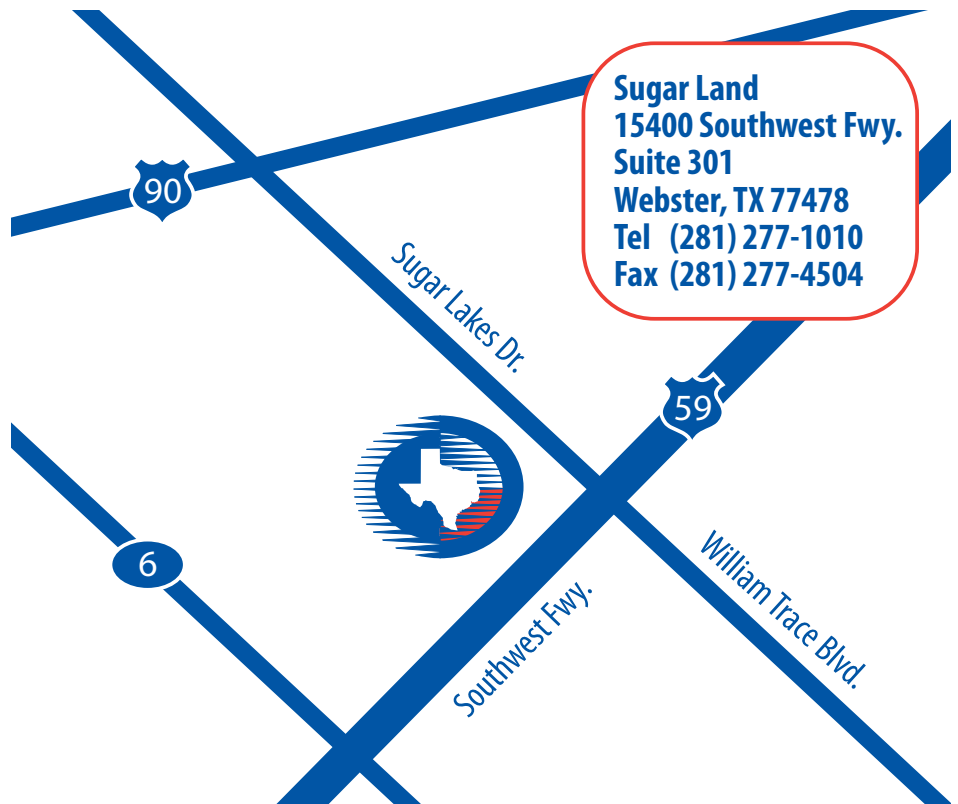 Sugar Land
15400 Southwest Fwy.
Suite 301
Webster, TX 77478
Tel (281) 277-1010
Fax (281) 277-4504
90
Sugar Lakes Dr.
59
6
William Trace Blvd.
Southwest Fwy.